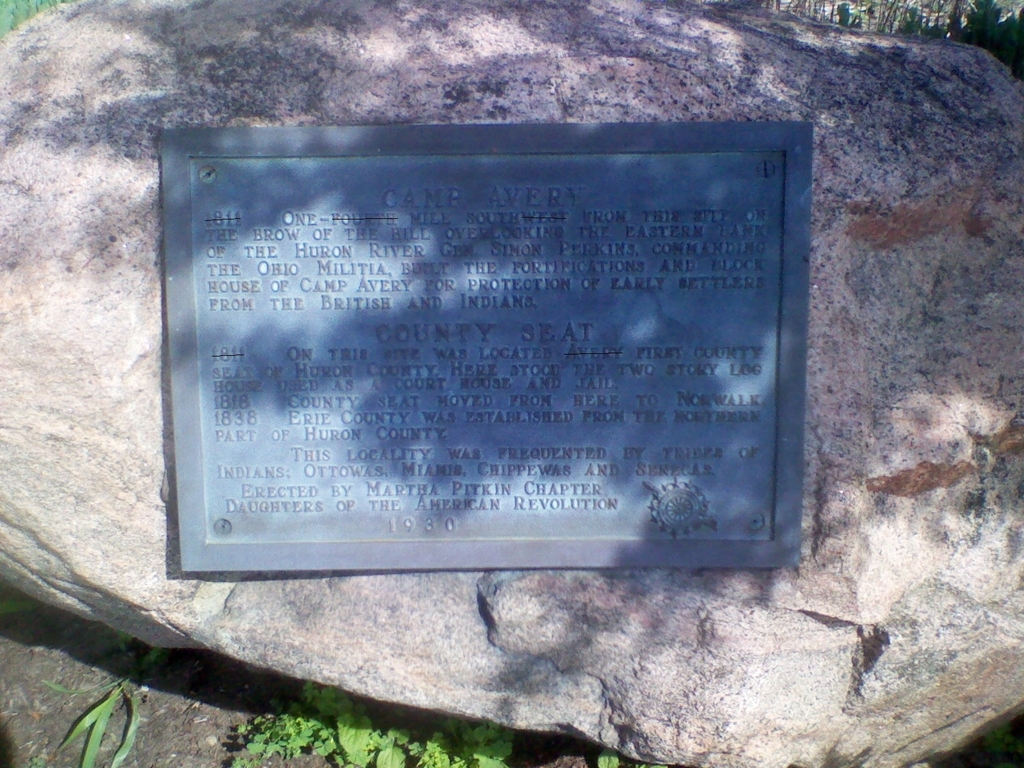 CAMP AVERY
ONE- MILE SOUTH FROM THIS SITE ON
THE BROW OF THE HILL OVERLOOKING THE EASTERN BANK
OF THE HURON RIVER GEN. SIMON PERKINS, COMMANDING
THE OHIO MILITIA, BUILT THE FORTIFICATIONS AND BLOCK
HOUSE OF CAMP AVERY FOR PROTECTION OF EARLY SETTLERS
FROM THE BRITISH AND INDIANS.
COUNTY SEAT
ON THIS SITE WAS LOCATED FIRST COUNTY
SEAT OF HURON COUNTY. HERE STOOD THE TWO STORY LOG
HOUSE USED AS A COURT HOUSE AND JAIL.
1818 COUNTY SEAT MOVED FROM HERE TO NORWALK
1838 ERIE COUNTY WAS ESTABLISHED FROM THE NORTHERN
PART OF HURON COUNTY.
THIS LOCALITY WAS FREQUENTED BY TRIBES OF
INDIANS; OTTOWAS, MIAMIS, CHIPPEWAS AND SENECAS.
ERECTED BY MARTHA PITKIN CHAPTER
DAUGHTERS OF THE AMERICAN REVOLUTION
1930